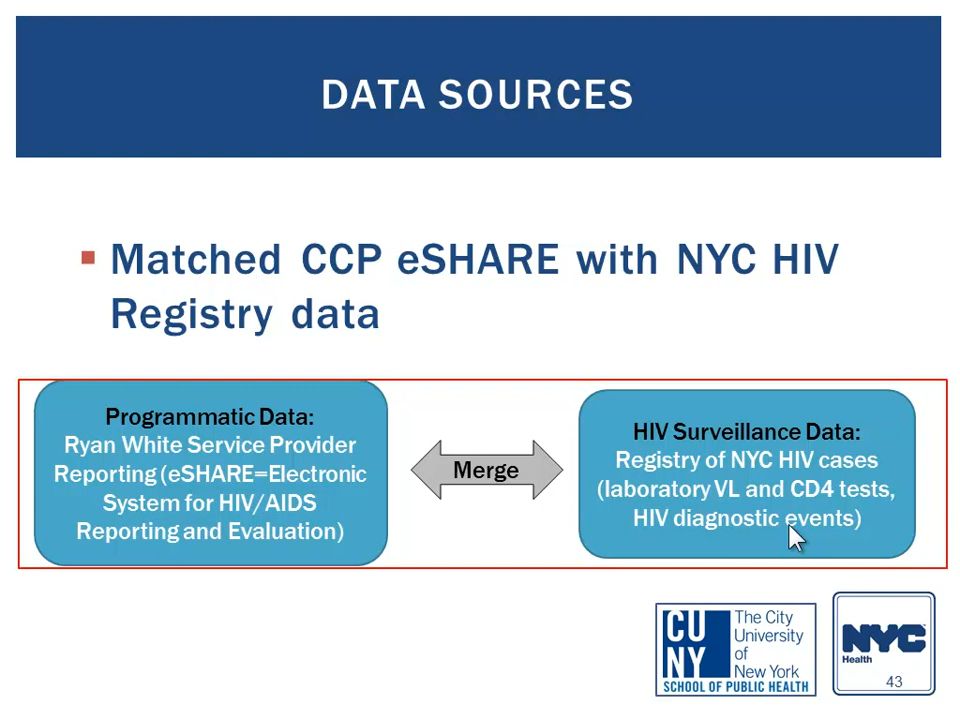 DATA SOURCES
Matched CCP eSHARE with NYC HIV
Registry data
Programmatic Data:
Ryan White Service Provider
Reporting (eSHARE=Electronic
System for HIV/AIDS
Reporting and Evaluation)
Merge
HIV Surveillance Data:
Registry of NYC HIV cases
(laboratory VL and CD4 tests,
HIV diagnostic events)
CU
NY
The City
University
of
New York
SCHOOL OF PUBLIC HEALTH
NYC
Health
43